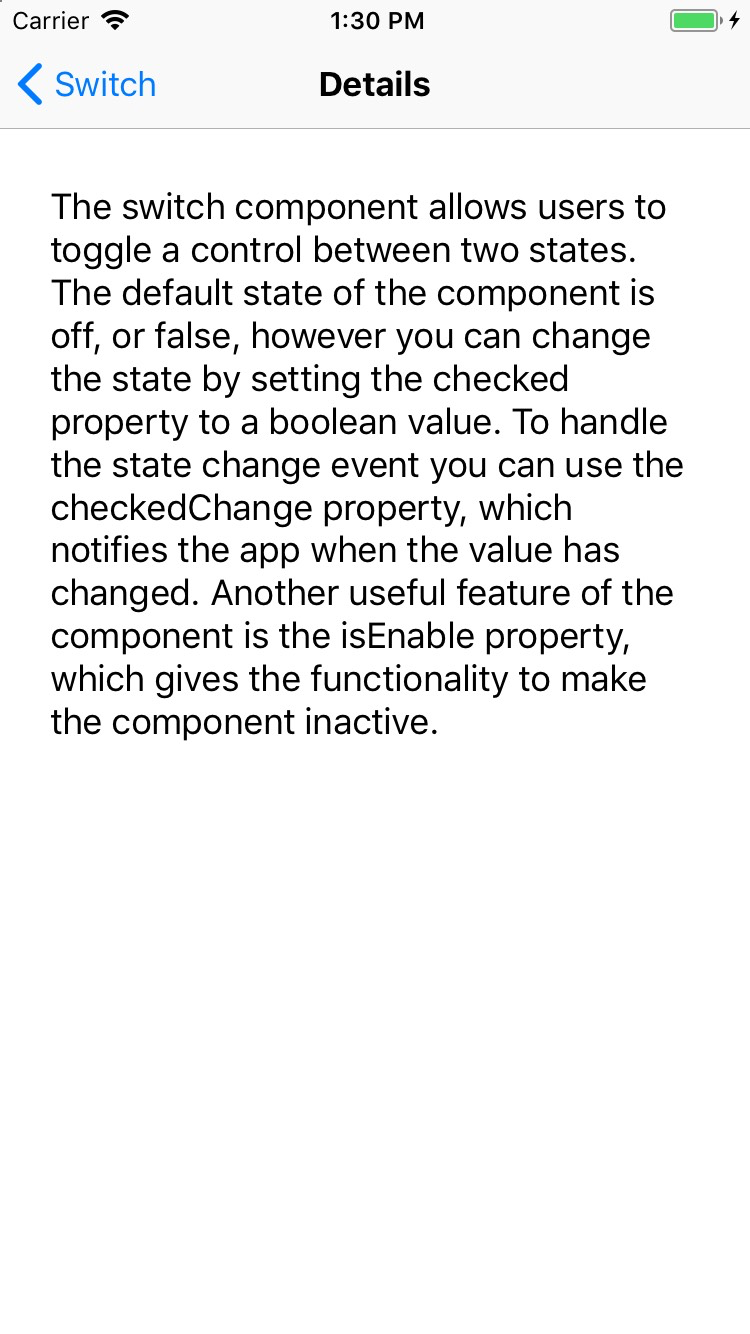 Carrier 1:30 PM
Switch Details
The switch component allows users to
toggle a control between two states.
The default state of the component is
off, or false, however you can change
the state by setting the checked
property to a boolean value. To handle
the state change event you can use the
checkedChange property, which
notifies the app when the value has
changed. Another useful feature of the
component is the isEnable property,
which gives the functionality to make
the component inactive.